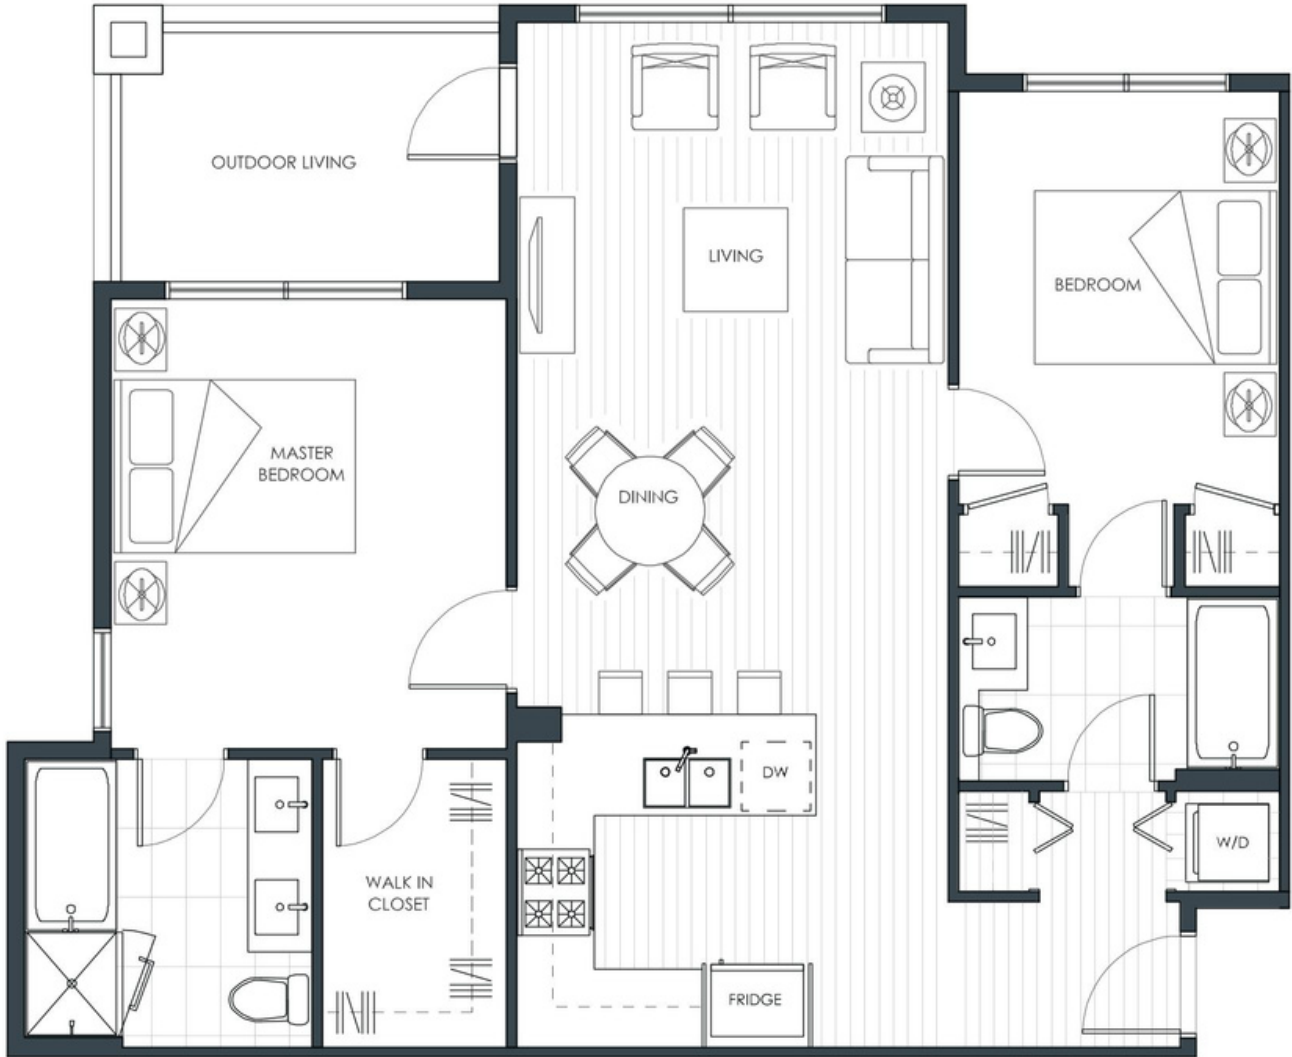 OUTDOOR LIVING
LIVING
BEDROOM
MASTER
BEDROOM
DINING
DW
W/D
WALK IN
CLOSET
FRIDGE